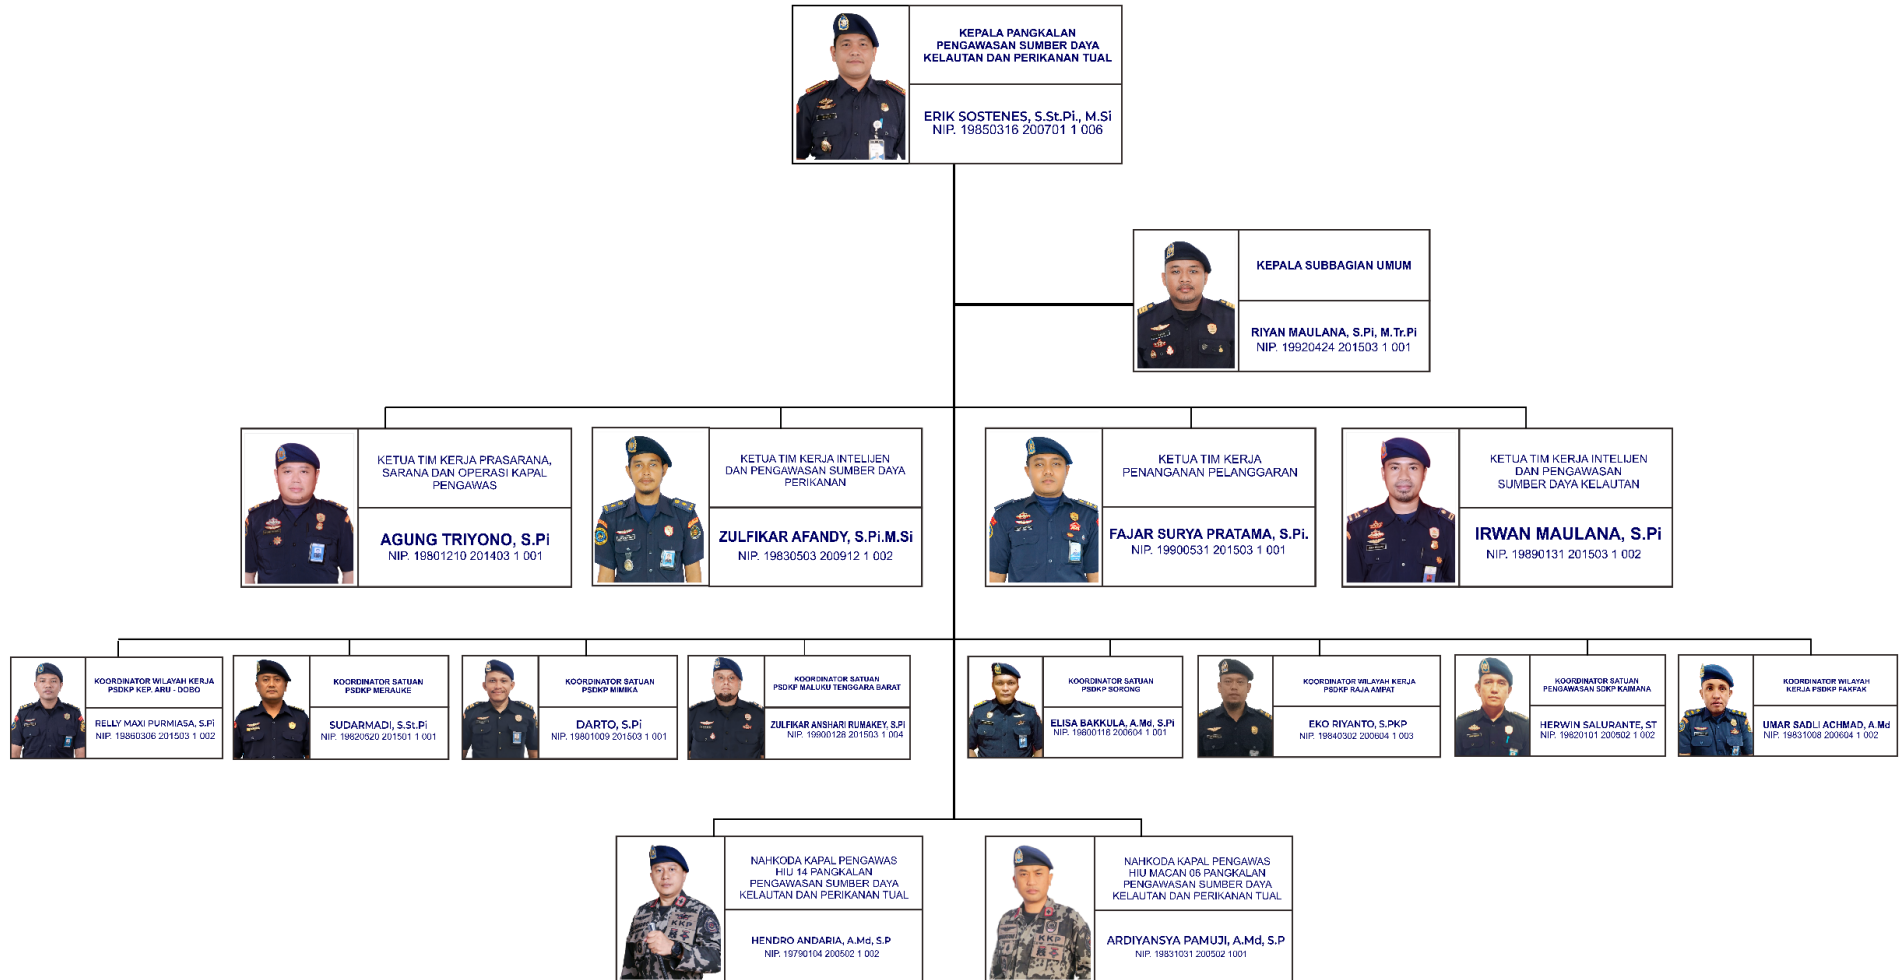 KEPALA PANGKALAN
PENGAWASAN SUMBER DAYA
KELAUTAN DAN PERIKANAN TUAL
ERIK SOSTENES, S.St.Pi., M.Si
NIP. 19850316 200701 1 006
KEPALA SUBBAGIAN UMUM
RIYAN MAULANA, S.Pi, M.Tr.Pi
NIP. 19920424 201503 1 001
KETUA TIM KERJA PRASARANA,
SARANA DAN OPERASI KAPAL
PENGAWAS
AGUNG TRIYONO, S.Pi
NIP. 19801210 201403 1 001
KETUA TIM KERJA INTELIJEN
DAN PENGAWASAN SUMBER DAYA
PERIKANAN
ZULFIKAR AFANDY, S.Pi.M.Si
NIP. 19830503 200912 1 002
KETUA TIM KERJA
PENANGANAN PELANGGARAN
FAJAR SURYA PRATAMA, S.Pi.
NIP. 19900531 201503 1 001
KETUA TIM KERJA INTELIJEN
DAN PENGAWASAN
SUMBER DAYA KELAUTAN
IRWAN MAULANA, S.Pi
NIP. 19890131 201503 1 002
KOORDINATOR WILAYAH KERJA
PSDKP KEP. ARU - DOBO
RELLY MAXI PURMIASA, S.Pi
NIP. 19860306 201503 1 002
KOORDINATOR SATUAN
PSDKP MERAUKE
SUDARMADI, S.St.Pi
NIP. 19820520 201501 1 001
KOORDINATOR SATUAN
PSDKP MIMIKA
DARTO, S.Pi
NIP. 19801009 201503 1 001
KOORDINATOR SATUAN
PSDKP MALUKU TENGGARA BARAT
ZULFIKAR ANSHARI RUMAKEY, S.Pi
NIP. 19900128 201503 1 004
KOORDINATOR SATUAN
PSDKP SORONG
ELISA BAKKULA, A.Md, S.Pi
NIP. 19800116 200604 1 001
KOORDINATOR WILAYAH KERJA
PSDKP RAJA AMPAT
EKO RIYANTO, S.PKP
NIP. 19840302 200604 1 003
KOORDINATOR SATUAN
PENGAWASAN SDKP KAIMANA
HERWIN SALURANTE, ST
NIP. 19820101 200502 1 002
KOORDINATOR WILAYAH
KERJA PSDKP FAKFAK
UMAR SADLI ACHMAD, A.Md
NIP. 19831008 200604 1 002
NAHKODA KAPAL PENGAWAS
HIU 14 PANGKALAN
PENGAWASAN SUMBER DAYA
KELAUTAN DAN PERIKANAN TUAL
HENDRO ANDARIA, A.Md, S.P
NIP. 19790104 200502 1 002
NAHKODA KAPAL PENGAWAS
HIU MACAN 06 PANGKALAN
PENGAWASAN SUMBER DAYA
KELAUTAN DAN PERIKANAN TUAL
ARDIYANSYA PAMUJI, A.Md, S.P
NIP. 19831031 200502 1001
KKP
KKP